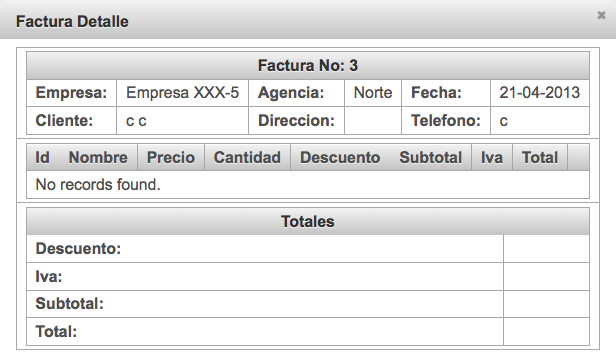 Factura Detalle
Factura No: 3
Empresa: Empresa XXX-5 Agencia: Norte Fecha: 21-04-2013
Cliente: c c Direccion: Telefono: c
Id Nombre Precio Cantidad Descuento Subtotal Iva Total
No records found.
Totales
Descuento:
Iva:
Subtotal:
Total: